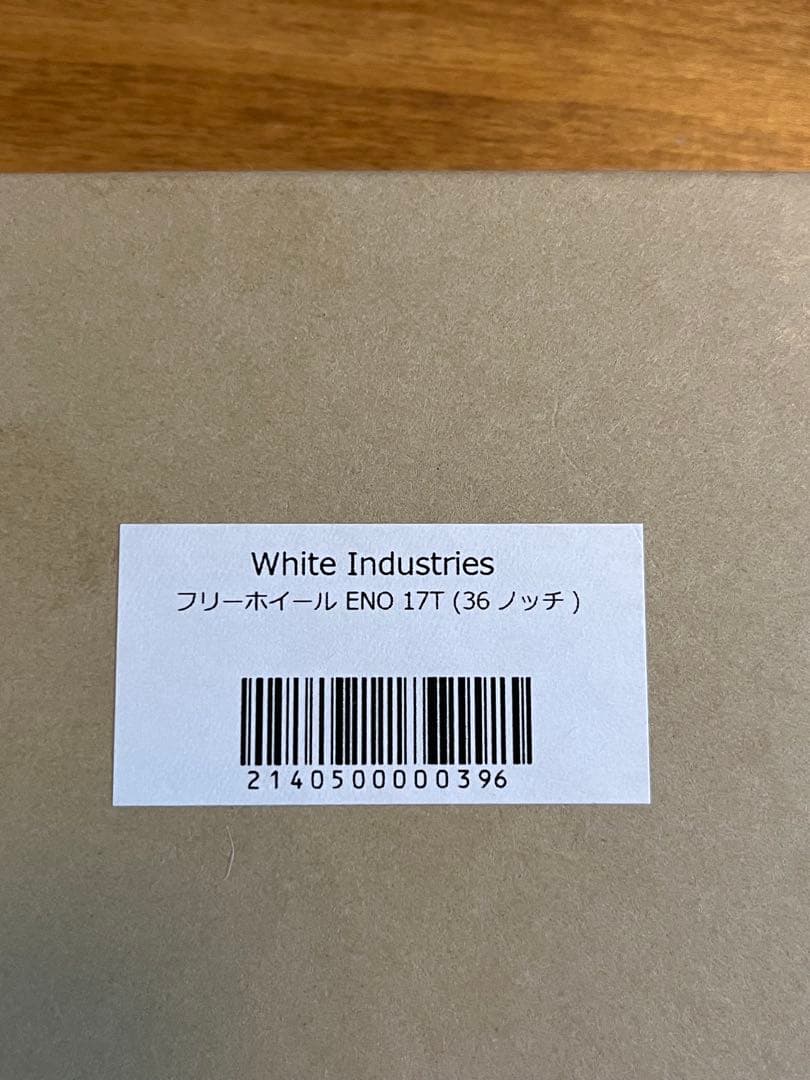 White Industries
フリーホイール ENO 17T (36 ノッチ )
2140500000396